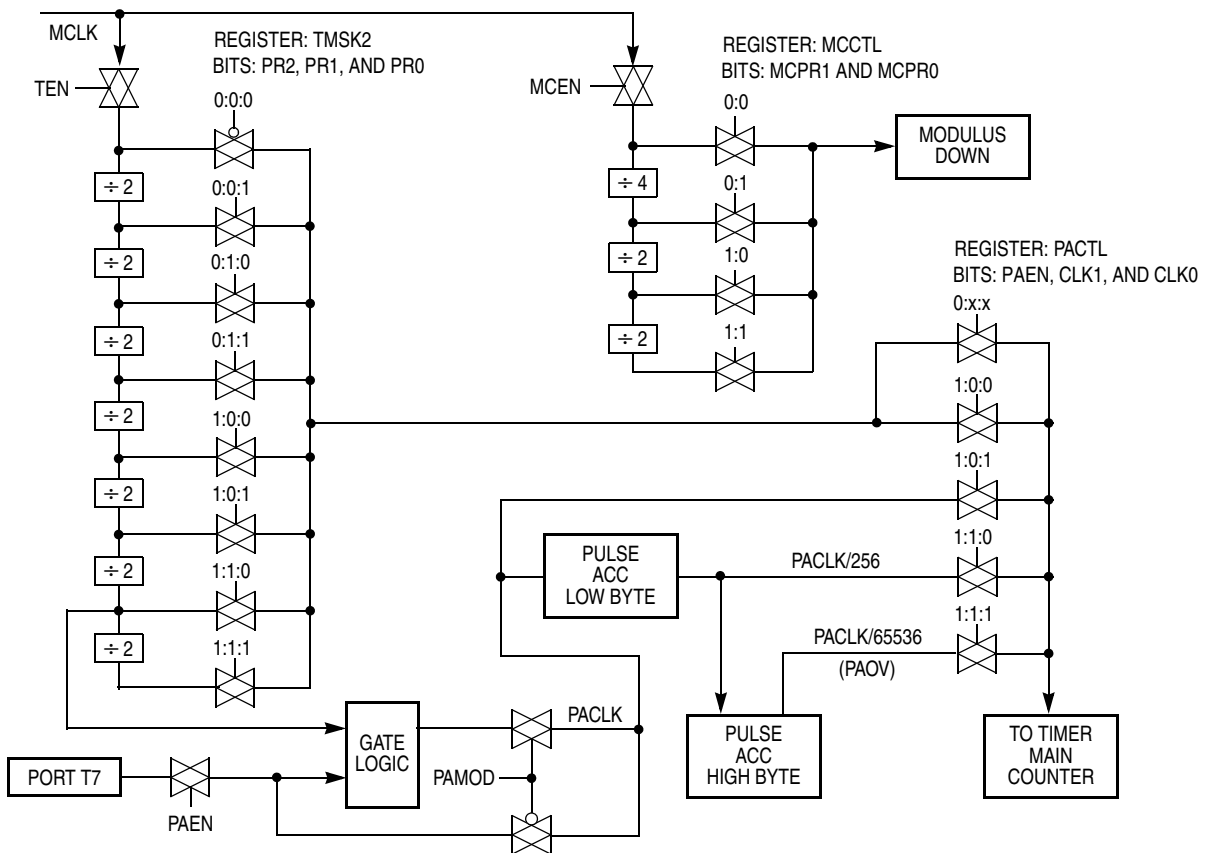 MCLK
REGISTER: TMSK2
BITS: PR2, PR1, AND PR0
TEN
0:0:0
÷ 2
0:0:1
÷ 2
0:1:0
÷ 2
0:1:1
÷ 2
1:0:0
÷ 2
1:0:1
÷ 2
1:1:0
÷ 2
1:1:1
REGISTER: MCCTL
BITS: MCPR1 AND MCPR0
MCEN
0:0
÷ 4
0:1
÷ 2
1:0
÷ 2
1:1
MODULUS
DOWN
REGISTER: PACTL
BITS: PAEN, CLK1, AND CLK0
0:x:x
1:0:0
1:0:1
1:1:0
1:1:1
PULSE
ACC
LOW BYTE
PACLK/256
PACLK/65536
(PAOV)
PORT T7
PAEN
GATE
LOGIC
PACLK
PAMOD
PULSE
ACC
HIGH BYTE
TO TIMER
MAIN
COUNTER